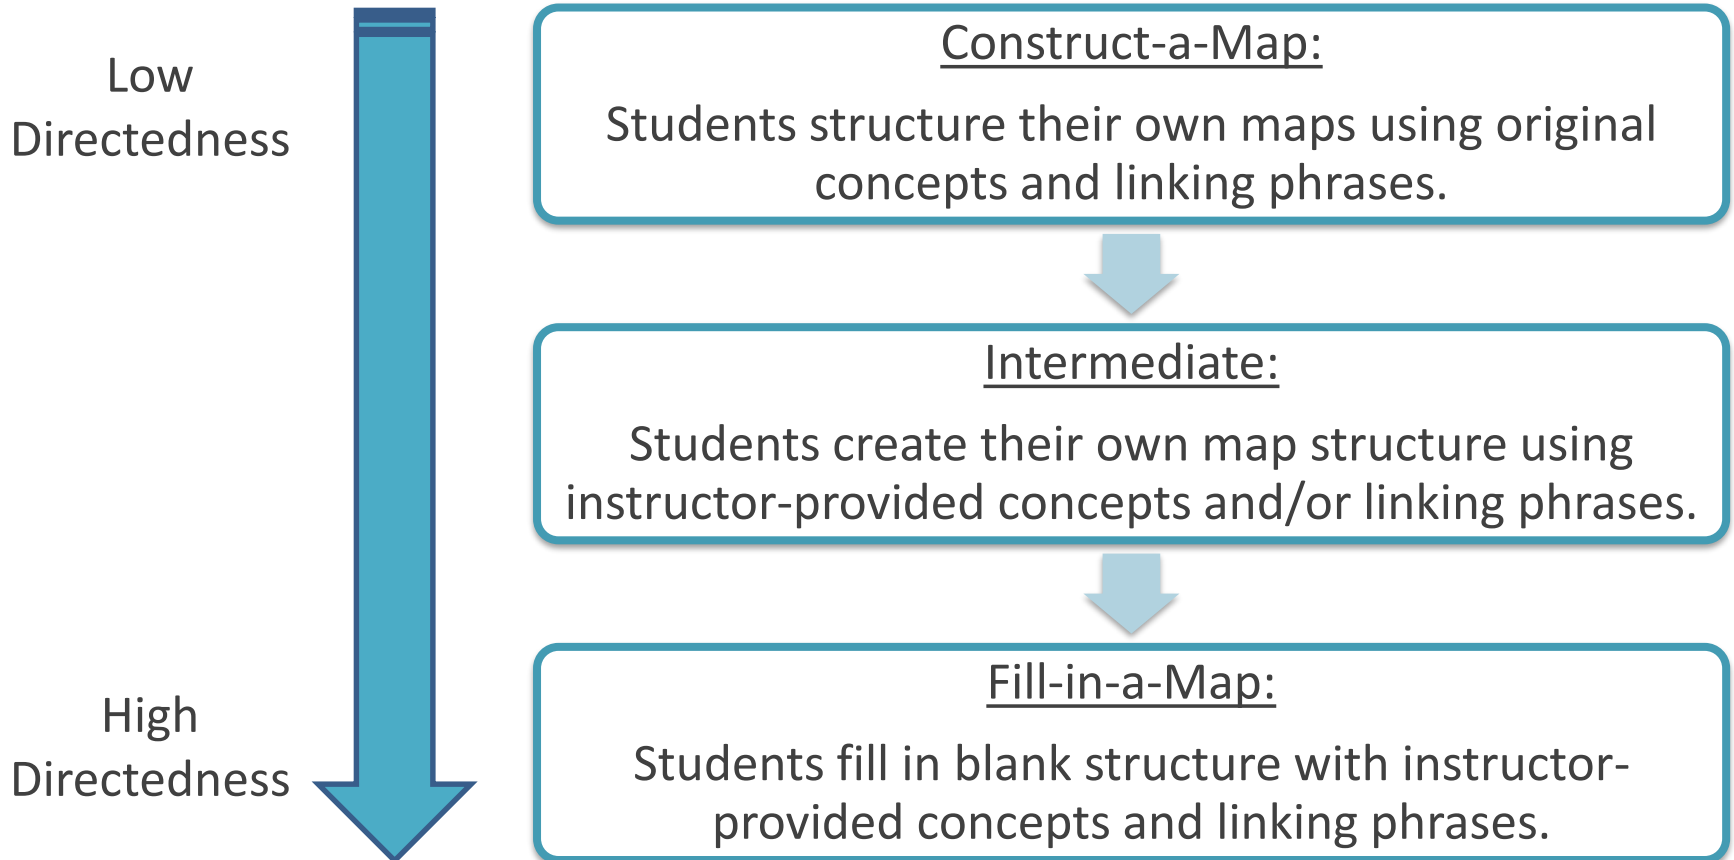 Low
Directedness
Construct-a-Map:
Students structure their own maps using original
concepts and linking phrases.
Intermediate:
Students create their own map structure using
instructor-provided concepts and/or linking phrases.
High
Directedness
Fill-in-a-Map:
Students fill in blank structure with instructor-
provided concepts and linking phrases.